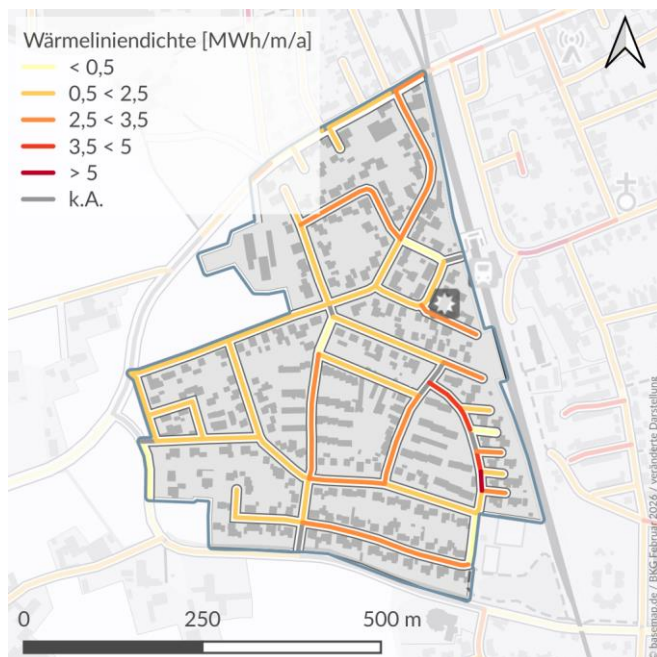 Wärmeliniendichte [MWh/m/a]
< 0,5
0,5 < 2,5
2,5 < 3,5
3,5 < 5
> 5
k.A.
0 250 500 m
© basemap.de / BKG Februar 2026 / veränderte Darstellung